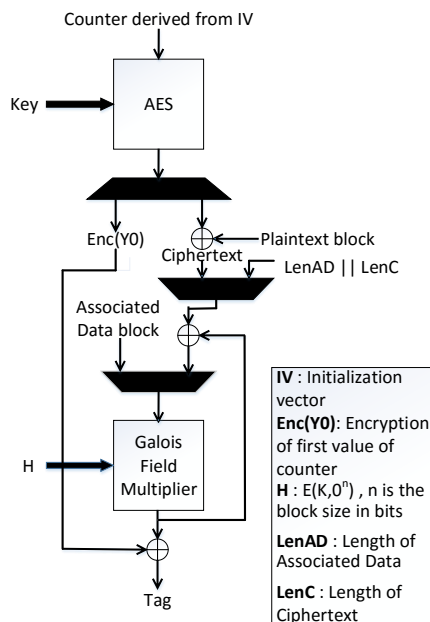 Counter derived from IV
Key
AES
Enc(Y0)
Plaintext block
Ciphertext
LenAD || LenC
Associated
Data block
H
Galois
Field
Multiplier
Tag
IV : Initialization
vector
Enc(Y0): Encryption
of first value of
counter
H : E(K,0ⁿ) , n is the
block size in bits
LenAD : Length of
Associated Data
LenC : Length of
Ciphertext